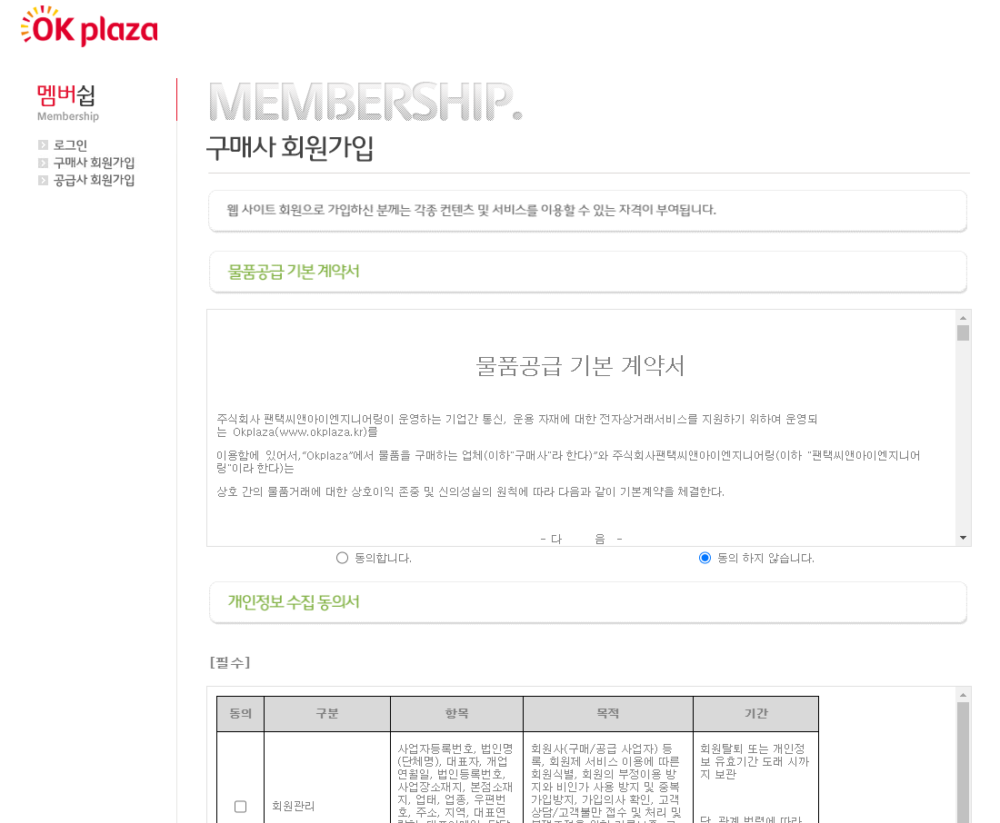 OK plaza
멤버쉽
Membership
로그인
구매사 회원가입
공급사 회원가입
MEMBERSHIP.
구매사 회원가입
웹 사이트 회원으로 가입하신 분께는 각종 컨텐츠 및 서비스를 이용할 수 있는 자격이 부여됩니다.
물품공급 기본 계약서
물품공급 기본 계약서
주식회사 팬택씨앤아이엔지니어링이 운영하는 기업간 통신, 운용 자재에 대한 전자상거래서비스를 지원하기 위하여 운영되
는 Okplaza(www.okplaza.kr)를
이용함에 있어서,“Okplaza”에서 물품을 구매하는 업체(이하"구매사"라 한다)”와 주식회사팬택씨앤아이엔지니어링(이하 "팬택씨앤아이엔지니어
링"이라 한다)는
상호 간의 물품거래에 대한 상호이익 존중 및 신의성실의 원칙에 따라 다음과 같이 기본계약을 체결한다.
- 다 음 -
동의합니다.
동의 하지 않습니다.
개인정보 수집 동의서
[필수]
동의 구분 항목 목적 기간
회원관리
사업자등록번호, 법인명
(단체명), 대표자, 개업
연월일, 법인등록번호,
사업장소재지, 본점소재
지, 업태, 업종, 우편번
호, 주소, 지역, 대표연
회원사(구매/공급 사업자) 등
록, 회원제 서비스 이용에 따른
회원식별, 회원의 부정이용 방
지와 비인가 사용 방지 및 중복
가입방지, 가입의사 확인, 고객
상담/고객불만 접수 및 처리 및
회원탈퇴 또는 개인정
보 유효기간 도래 시까
지 보관
단, 관계 법령에 따라